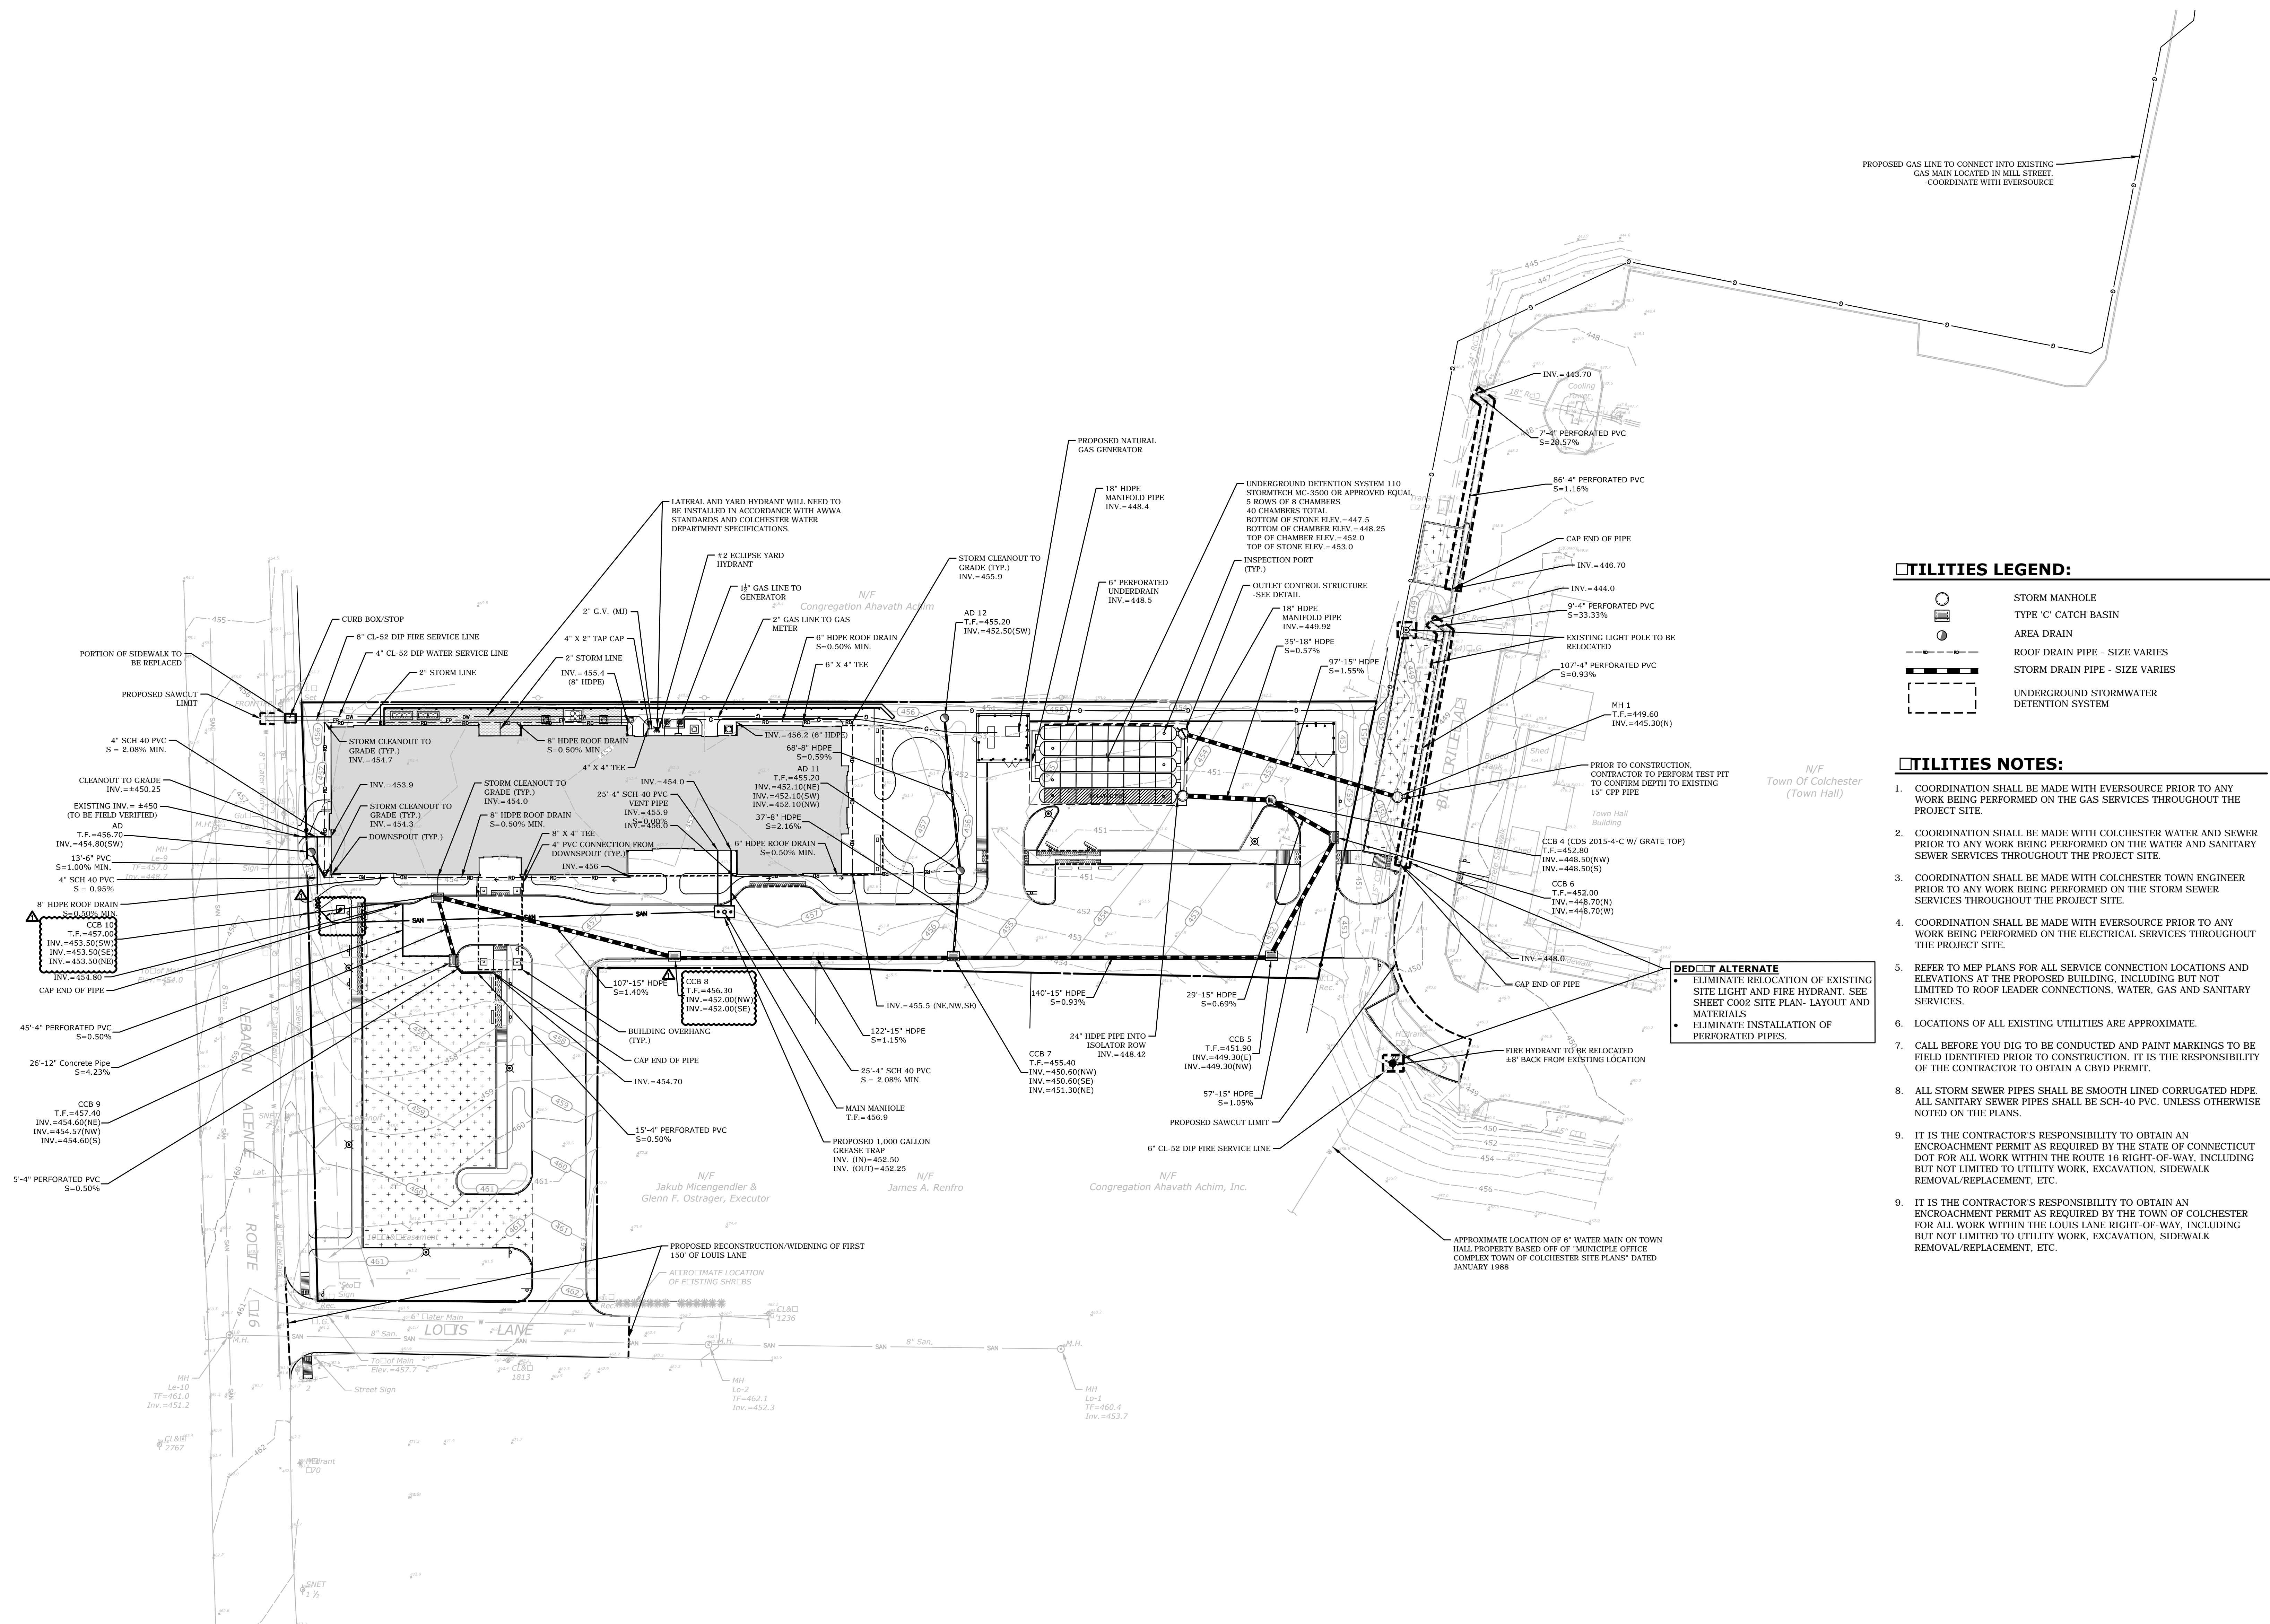 PROPOSED GAS LINE TO CONNECT INTO EXISTING
GAS MAIN LOCATED IN MILL STREET.
-COORDINATE WITH EVERSOURCE
445
447
448
INV.=443.70
Cooling
Tower
7'-4" PERFORATED PVC
S=28.57%
86'-4" PERFORATED PVC
S=1.16%
CAP END OF PIPE
INV.=446.70
INV.=444.0
9'-4" PERFORATED PVC
S=33.33%
EXISTING LIGHT POLE TO BE
RELOCATED
107'-4" PERFORATED PVC
S=0.93%
MH 1
T.F.=449.60
INV.=445.30(N)
PRIOR TO CONSTRUCTION,
CONTRACTOR TO PERFORM TEST PIT
TO CONFIRM DEPTH TO EXISTING
15" CPP PIPE
CCB 4 (CDS 2015-4-C W/ GRATE TOP)
T.F.=452.80
INV.=448.50(NW)
INV.=448.50(S)
CCB 6
T.F.=452.00
INV.=448.70(N)
INV.=448.70(W)
INV.=448.0
CAP END OF PIPE
N/F
Town Of Colchester
(Town Hall)
Shed
Town Hall
Building
PROPOSED NATURAL
GAS GENERATOR
18" HDPE
MANIFOLD PIPE
INV.=448.4
UNDERGROUND DETENTION SYSTEM 110
STORMTECH MC-3500 OR APPROVED EQUAL
5 ROWS OF 8 CHAMBERS
40 CHAMBERS TOTAL
BOTTOM OF STONE ELEV.=447.5
BOTTOM OF CHAMBER ELEV.=448.25
TOP OF CHAMBER ELEV.=452.0
TOP OF STONE ELEV.=453.0
INSPECTION PORT
(TYP.)
OUTLET CONTROL STRUCTURE
-SEE DETAIL
18" HDPE
MANIFOLD PIPE
INV.=449.92
35'-18" HDPE
S=0.57%
97'-15" HDPE
S=1.55%
6" PERFORATED
UNDERDRAIN
INV.=448.5
LATERAL AND YARD HYDRANT WILL NEED TO
BE INSTALLED IN ACCORDANCE WITH AWWA
STANDARDS AND COLCHESTER WATER
DEPARTMENT SPECIFICATIONS.
#2 ECLIPSE YARD
HYDRANT
1½" GAS LINE TO
GENERATOR
2" GAS LINE TO GAS
METER
N/F
Congregation Ahavath Achim
STORM CLEANOUT TO
GRADE (TYP.)
INV.=455.9
AD 12
T.F.=455.20
INV.=452.50(SW)
6" HDPE ROOF DRAIN
S=0.50% MIN.
6" X 4" TEE
2" G.V. (MJ)
4" X 2" TAP CAP
2" STORM LINE
INV.=455.4
(8" HDPE)
CURB BOX/STOP
6" CL-52 DIP FIRE SERVICE LINE
4" CL-52 DIP WATER SERVICE LINE
2" STORM LINE
PORTION OF SIDEWALK TO
BE REPLACED
PROPOSED SAWCUT
LIMIT
4" SCH 40 PVC
S = 2.08% MIN.
CLEANOUT TO GRADE
INV.=±450.25
EXISTING INV.= ±450
(TO BE FIELD VERIFIED)
AD
T.F.=456.70
INV.=454.80(SW)
13'-6" PVC
S=1.00% MIN.
4" SCH 40 PVC
S = 0.95%
8" HDPE ROOF DRAIN
S=0.50% MIN.
CCB 10
T.F.=457.00
INV.=453.50(SW)
INV.=453.50(SE)
INV.=453.50(NE)
INV.=454.80
CAP END OF PIPE
45'-4" PERFORATED PVC
S=0.50%
26'-12" Concrete Pipe
S=4.23%
CCB 9
T.F.=457.40
INV.=454.60(NE)
INV.=454.57(NW)
INV.=454.60(S)
5'-4" PERFORATED PVC
S=0.50%
STORM CLEANOUT TO
GRADE (TYP.)
INV.=454.7
INV.=453.9
STORM CLEANOUT TO
GRADE (TYP.)
INV.=454.3
DOWNSPOUT (TYP.)
8" HDPE ROOF DRAIN
S=0.50% MIN.
4" X 4" TEE
STORM CLEANOUT TO
GRADE (TYP.)
INV.=454.0
8" HDPE ROOF DRAIN
S=0.50% MIN.
8" X 4" TEE
4" PVC CONNECTION FROM
DOWNSPOUT (TYP.)
INV.=456
INV.=454.0
25'-4" SCH-40 PVC
VENT PIPE
INV.=455.9
S=0.00%
INV.=456.0
INV.=456.2 (6" HDPE)
68'-8" HDPE
S=0.59%
AD 11
T.F.=455.20
INV.=452.10(NE)
INV.=452.10(SW)
INV.=452.10(NW)
37'-8" HDPE
S=2.16%
6" HDPE ROOF DRAIN
S=0.50% MIN.
107'-15" HDPE
S=1.40%
CCB 8
T.F.=456.30
INV.=452.00(NW)
INV.=452.00(SE)
BUILDING OVERHANG
(TYP.)
CAP END OF PIPE
INV.=454.70
15'-4" PERFORATED PVC
S=0.50%
INV.=455.5 (NE,NW,SE)
122'-15" HDPE
S=1.15%
25'-4" SCH 40 PVC
S = 2.08% MIN.
MAIN MANHOLE
T.F.=456.9
PROPOSED 1,000 GALLON
GREASE TRAP
INV. (IN)=452.50
INV. (OUT)=452.25
140'-15" HDPE
S=0.93%
24" HDPE PIPE INTO
ISOLATOR ROW
INV.=448.42
CCB 7
T.F.=455.40
INV.=450.60(NW)
INV.=450.60(SE)
INV.=451.30(NE)
29'-15" HDPE
S=0.69%
CCB 5
T.F.=451.90
INV.=449.30(E)
INV.=449.30(NW)
57'-15" HDPE
S=1.05%
PROPOSED SAWCUT LIMIT
6" CL-52 DIP FIRE SERVICE LINE
FIRE HYDRANT TO BE RELOCATED
±8' BACK FROM EXISTING LOCATION
APPROXIMATE LOCATION OF 6" WATER MAIN ON TOWN
HALL PROPERTY BASED OFF OF "MUNICIPLE OFFICE
COMPLEX TOWN OF COLCHESTER SITE PLANS" DATED
JANUARY 1988
DED□□T ALTERNATE
• ELIMINATE RELOCATION OF EXISTING
SITE LIGHT AND FIRE HYDRANT. SEE
SHEET C002 SITE PLAN- LAYOUT AND
MATERIALS
• ELIMINATE INSTALLATION OF
PERFORATED PIPES.
N/F
Jakub Micengendler &
Glenn F. Ostrager, Executor
N/F
James A. Renfro
N/F
Congregation Ahavath Achim, Inc.
PROPOSED RECONSTRUCTION/WIDENING OF FIRST
150' OF LOUIS LANE
A□□RO□IMATE LOCATION
OF E□ISTING SHR□BS
LEBANON A□EN□E
RO□TE □16
LO□IS LANE
6" □ater Main
8" San.
8" San.
To□ of Main
Elev.=457.7
Street Sign
CL&□
1813
CL&□
1236
CL&□
2767
MH
Le-10
TF=461.0
Inv.=451.2
MH
Lo-2
TF=462.1
Inv.=452.3
MH
Lo-1
TF=460.4
Inv.=453.7
SNET
1 ½
□TILITIES LEGEND:
STORM MANHOLE
TYPE 'C' CATCH BASIN
AREA DRAIN
ROOF DRAIN PIPE - SIZE VARIES
STORM DRAIN PIPE - SIZE VARIES
UNDERGROUND STORMWATER
DETENTION SYSTEM
□TILITIES NOTES:
1. COORDINATION SHALL BE MADE WITH EVERSOURCE PRIOR TO ANY
WORK BEING PERFORMED ON THE GAS SERVICES THROUGHOUT THE
PROJECT SITE.
2. COORDINATION SHALL BE MADE WITH COLCHESTER WATER AND SEWER
PRIOR TO ANY WORK BEING PERFORMED ON THE WATER AND SANITARY
SEWER SERVICES THROUGHOUT THE PROJECT SITE.
3. COORDINATION SHALL BE MADE WITH COLCHESTER TOWN ENGINEER
PRIOR TO ANY WORK BEING PERFORMED ON THE STORM SEWER
SERVICES THROUGHOUT THE PROJECT SITE.
4. COORDINATION SHALL BE MADE WITH EVERSOURCE PRIOR TO ANY
WORK BEING PERFORMED ON THE ELECTRICAL SERVICES THROUGHOUT
THE PROJECT SITE.
5. REFER TO MEP PLANS FOR ALL SERVICE CONNECTION LOCATIONS AND
ELEVATIONS AT THE PROPOSED BUILDING, INCLUDING BUT NOT
LIMITED TO ROOF LEADER CONNECTIONS, WATER, GAS AND SANITARY
SERVICES.
6. LOCATIONS OF ALL EXISTING UTILITIES ARE APPROXIMATE.
7. CALL BEFORE YOU DIG TO BE CONDUCTED AND PAINT MARKINGS TO BE
FIELD IDENTIFIED PRIOR TO CONSTRUCTION. IT IS THE RESPONSIBILITY
OF THE CONTRACTOR TO OBTAIN A CBYD PERMIT.
8. ALL STORM SEWER PIPES SHALL BE SMOOTH LINED CORRUGATED HDPE.
ALL SANITARY SEWER PIPES SHALL BE SCH-40 PVC. UNLESS OTHERWISE
NOTED ON THE PLANS.
9. IT IS THE CONTRACTOR'S RESPONSIBILITY TO OBTAIN AN
ENCROACHMENT PERMIT AS REQUIRED BY THE STATE OF CONNECTICUT
DOT FOR ALL WORK WITHIN THE ROUTE 16 RIGHT-OF-WAY, INCLUDING
BUT NOT LIMITED TO UTILITY WORK, EXCAVATION, SIDEWALK
REMOVAL/REPLACEMENT, ETC.
9. IT IS THE CONTRACTOR'S RESPONSIBILITY TO OBTAIN AN
ENCROACHMENT PERMIT AS REQUIRED BY THE TOWN OF COLCHESTER
FOR ALL WORK WITHIN THE LOUIS LANE RIGHT-OF-WAY, INCLUDING
BUT NOT LIMITED TO UTILITY WORK, EXCAVATION, SIDEWALK
REMOVAL/REPLACEMENT, ETC.